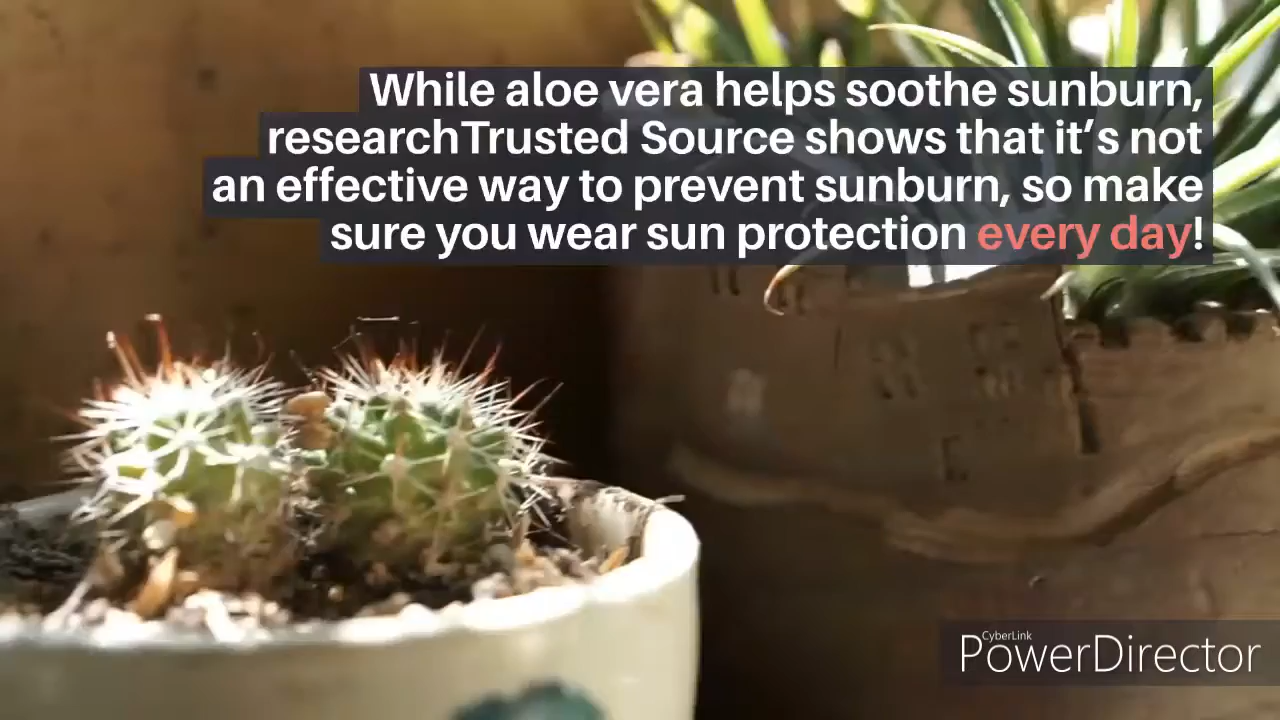 While aloe vera helps soothe sunburn,
researchTrusted Source shows that it’s not
an effective way to prevent sunburn, so make
sure you wear sun protection every day!
CyberLink
PowerDirector